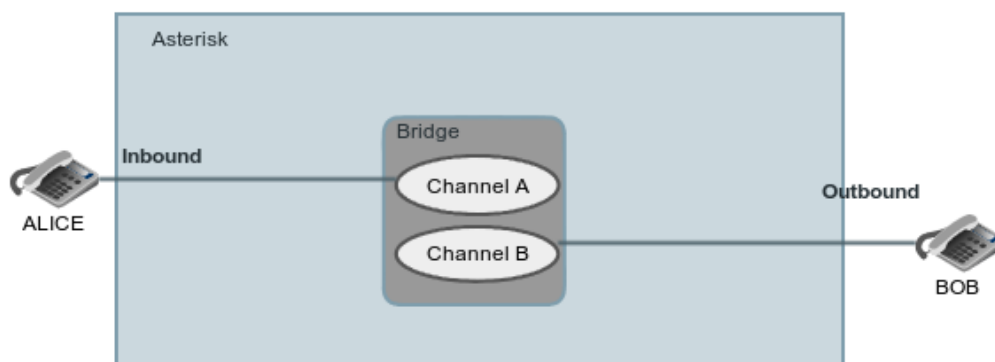 Asterisk
Bridge
Inbound
Channel A
Outbound
ALICE
Channel B
BOB